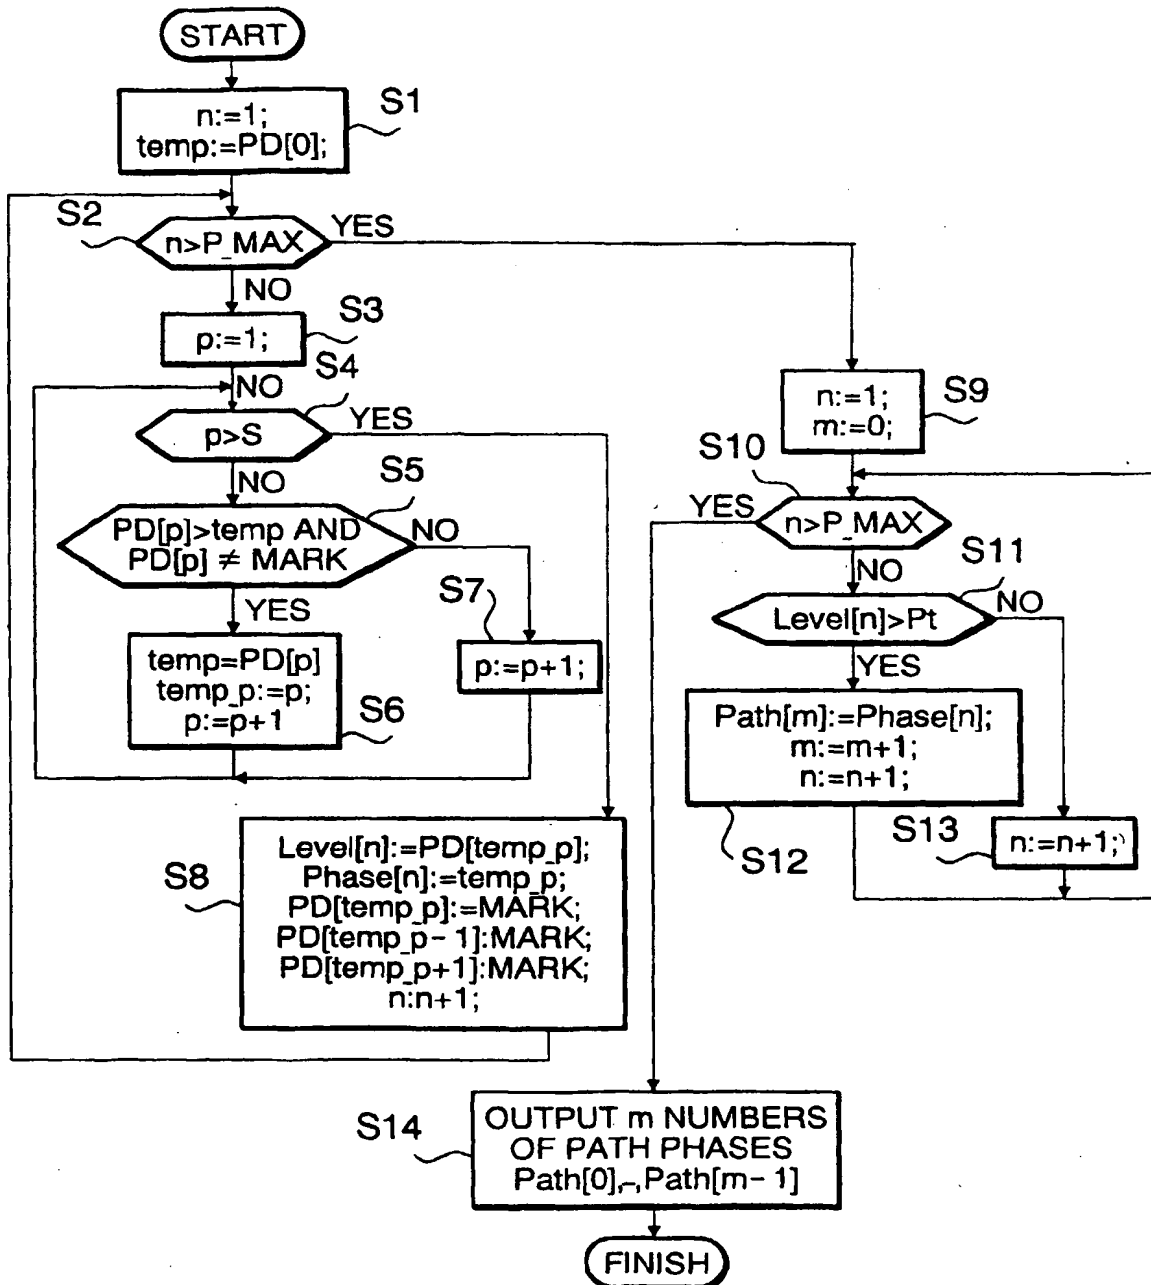 START
S1
n:=1;
temp:=PD[0];
S2
n>P_MAX
YES
NO
S3
p:=1;
S4
NO
p>S
YES
NO
S5
PD[p]>temp AND
PD[p] ≠ MARK
NO
YES
S7
p:=p+1;
temp=PD[p]
temp_p:=p;
p:=p+1
S6
S8
Level[n]:=PD[temp_p];
Phase[n]:=temp_p;
PD[temp_p]:=MARK;
PD[temp_p-1]:MARK;
PD[temp_p+1]:MARK;
n:n+1;
S9
n:=1;
m:=0;
S10
YES
n>P_MAX
NO
S11
Level[n]>Pt
NO
YES
Path[m]:=Phase[n];
m:=m+1;
n:=n+1;
S12
S13
n:=n+1;
S14
OUTPUT m NUMBERS
OF PATH PHASES
Path[0],-,Path[m-1]
FINISH